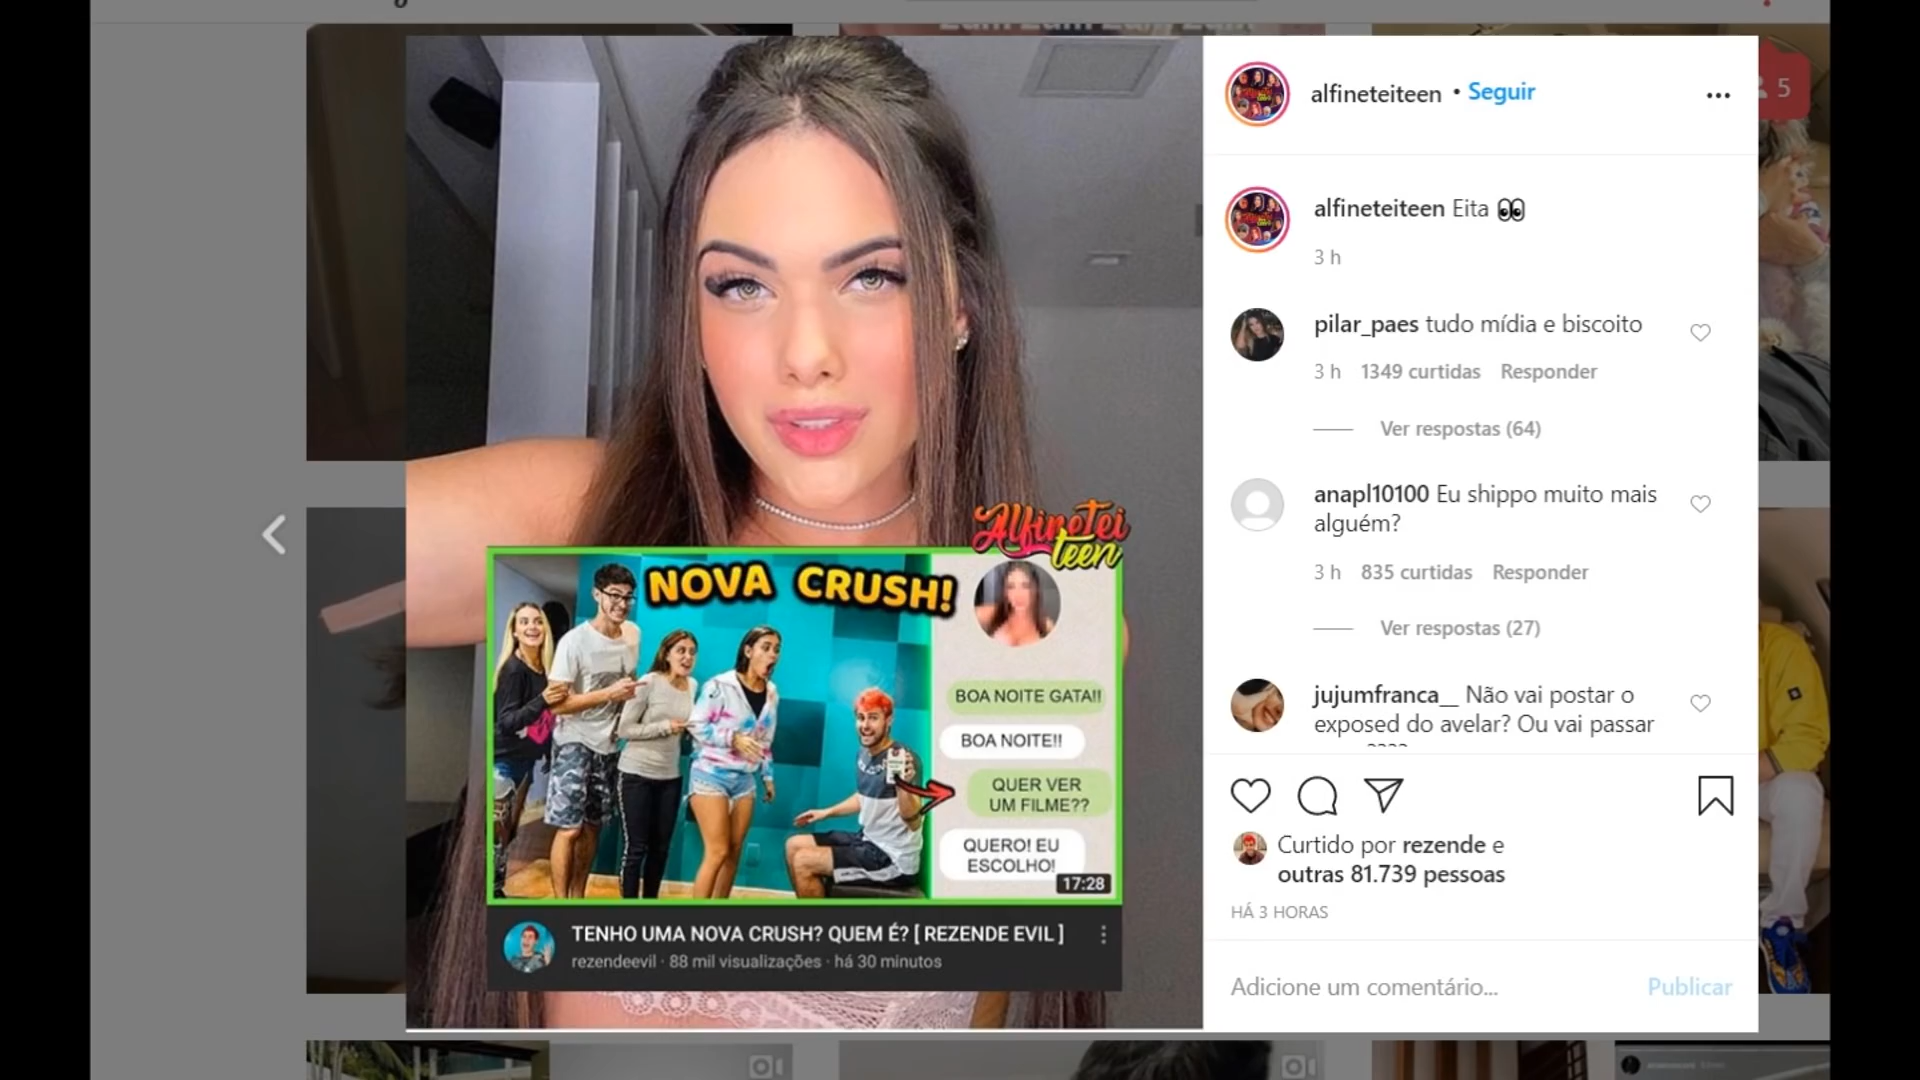 5
alfineteiteen • Seguir
alfineteiteen Eita 👀
3 h
pilar_paes tudo mídia e biscoito
3 h 1349 curtidas Responder
Ver respostas (64)
anapl10100 Eu shippo muito mais
alguém?
3 h 835 curtidas Responder
Ver respostas (27)
jujumfranca__ Não vai postar o
exposed do avelar? Ou vai passar
Curtido por rezende e
outras 81.739 pessoas
HÁ 3 HORAS
Adicione um comentário... Publicar
Alfinetei
teen
NOVA CRUSH!
BOA NOITE GATA!!
BOA NOITE!!
QUER VER
UM FILME??
QUERO! EU
ESCOLHO!
17:28
TENHO UMA NOVA CRUSH? QUEM É? [ REZENDE EVIL ]
rezendeevil · 88 mil visualizações · há 30 minutos